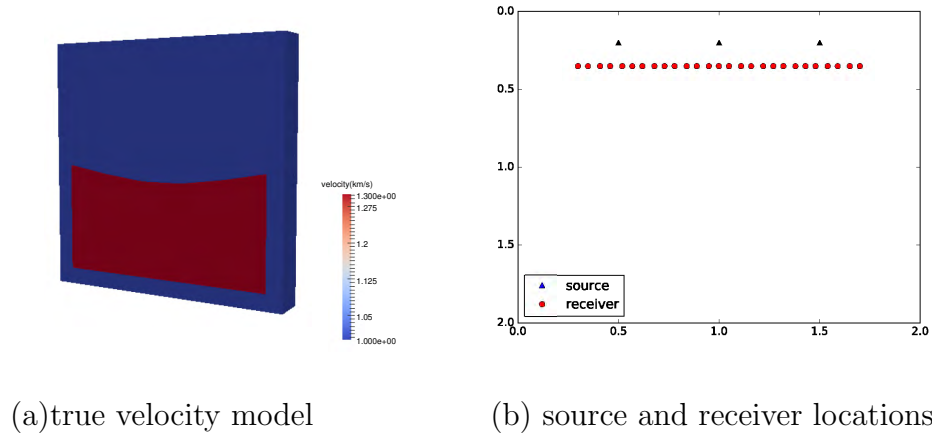 velocity(km/s)
1.300e+00
1.275
1.2
1.125
1.05
1.000e+00
0.0
0.5
1.0
1.5
2.0
source
receiver
0.0
0.5
1.0
1.5
2.0
(a)true velocity model
(b) source and receiver locations